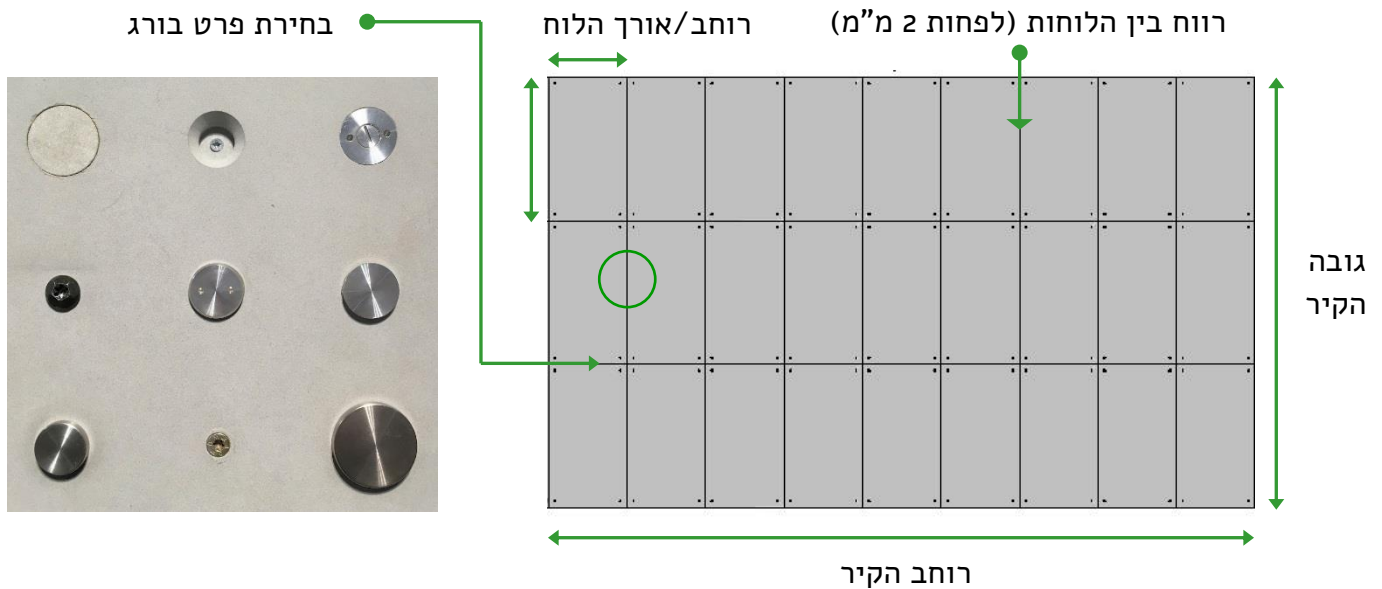 רווח בין הלוחות (לפחות 2 מ"מ)
רוחב/אורך הלוח
בחירת פרט בורג
גובה
הקיר
רוחב הקיר